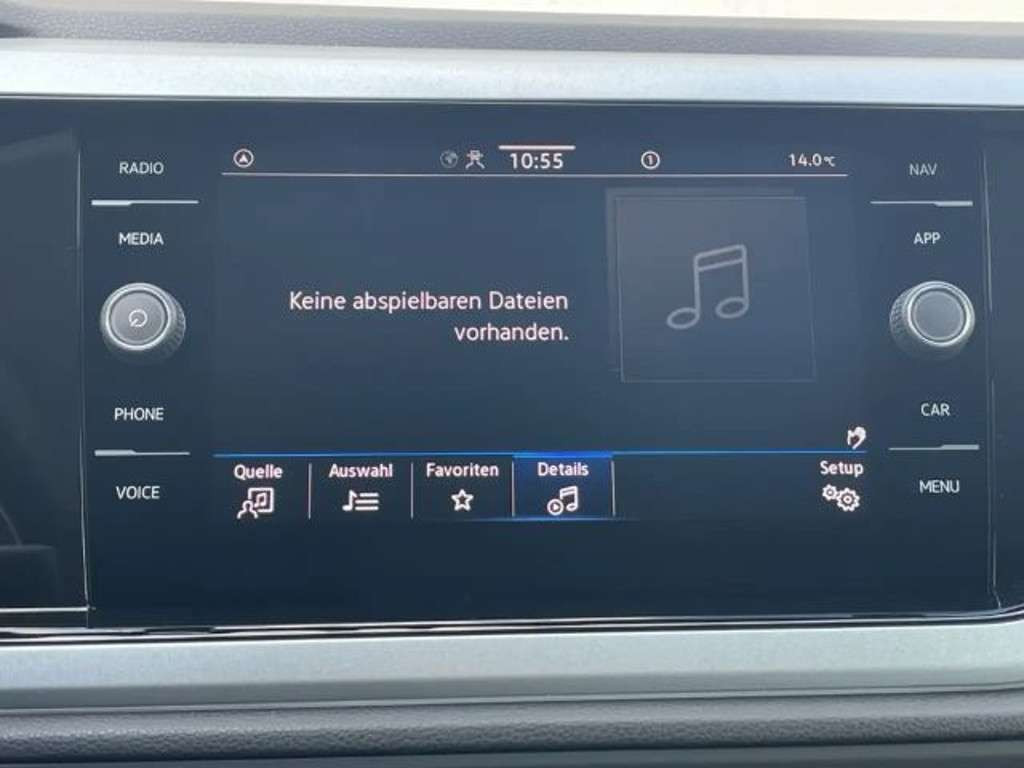 RADIO
10:55
1
14.0°C
NAV
MEDIA
APP
Keine abspielbaren Dateien
vorhanden.
PHONE
CAR
Quelle
Auswahl
Favoriten
Details
Setup
VOICE
MENU